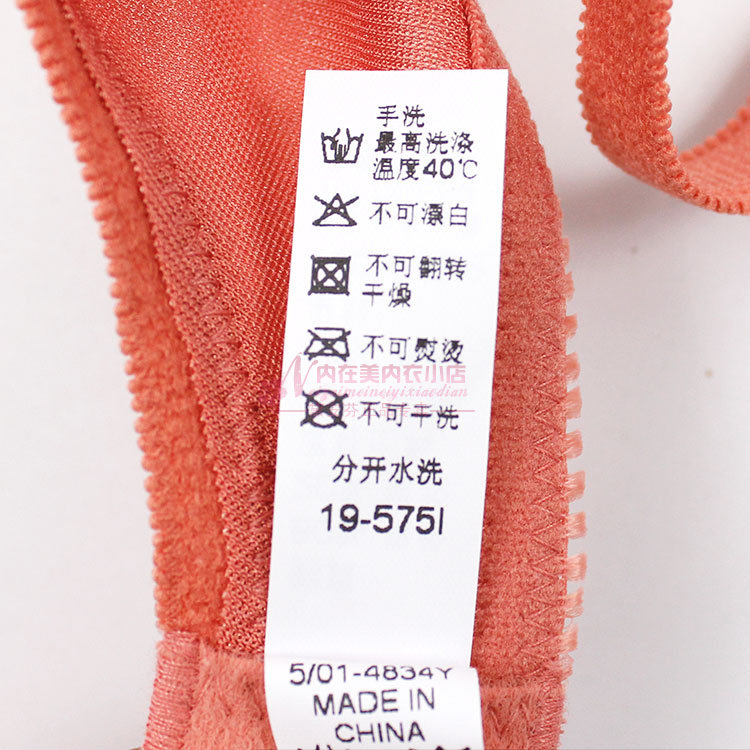 手洗
最高洗涤
温度40℃
不可漂白
不可翻转
干燥
不可熨烫
内在美内衣小店
不可干洗
分开水洗
19-575I
5/01-4834Y
MADE IN
CHINA